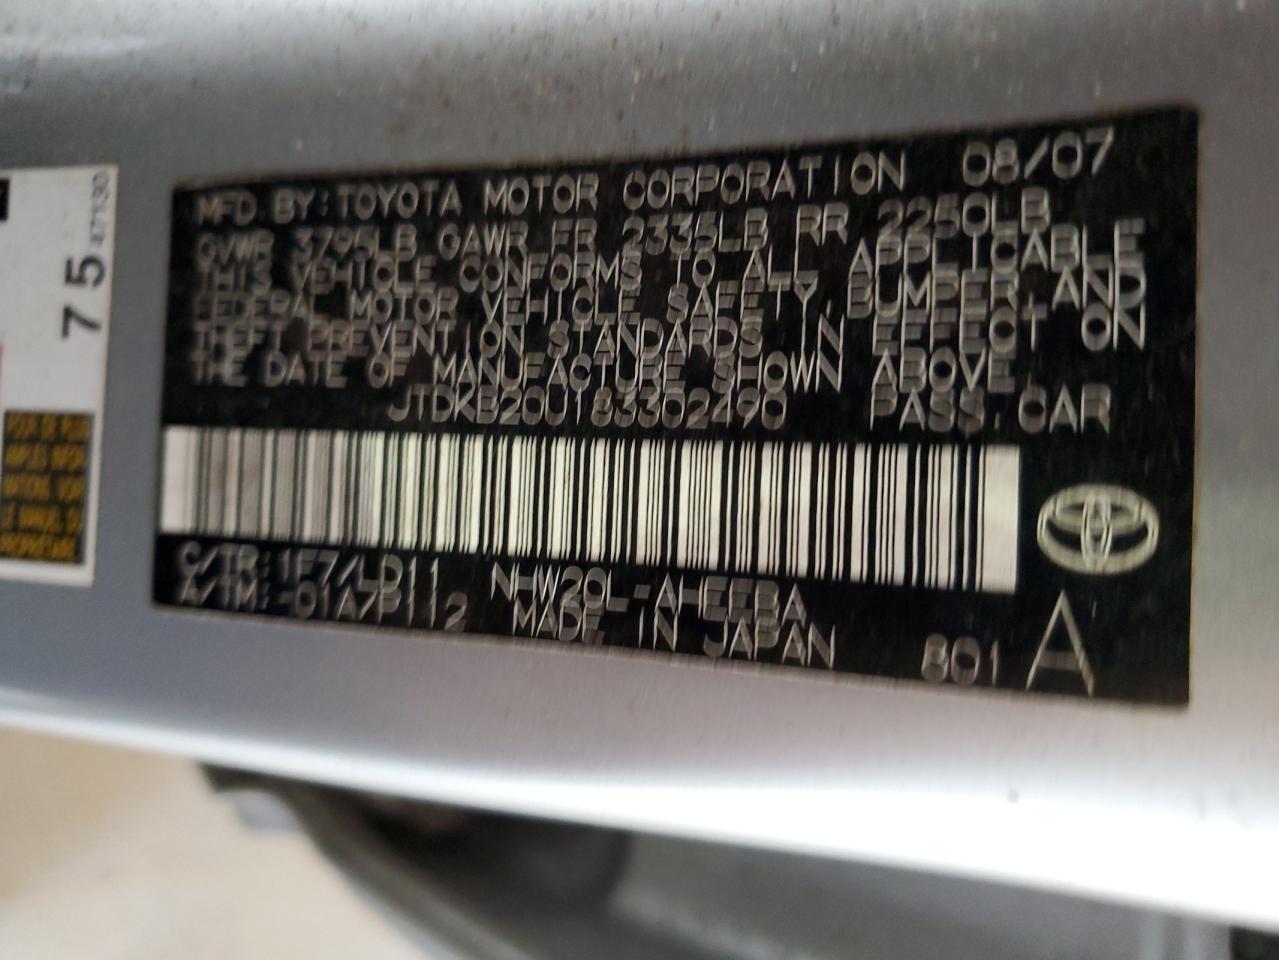 MFD. BY: TOYOTA MOTOR CORPORATION 08/07
GVWR 3795LB GAWR FR 2335LB RR 2250LB
THIS VEHICLE CONFORMS TO ALL APPLICABLE
FEDERAL MOTOR VEHICLE SAFETY, BUMPER, AND
THEFT PREVENTION STANDARDS IN EFFECT ON
THE DATE OF MANUFACTURE SHOWN ABOVE.
JTDKB20U183302490 PASS. CAR
C/TR: 1F7/LD11 NHW20L-AHEEBA
A/TM: -01A/P112 MADE IN JAPAN 801 A
75
47130